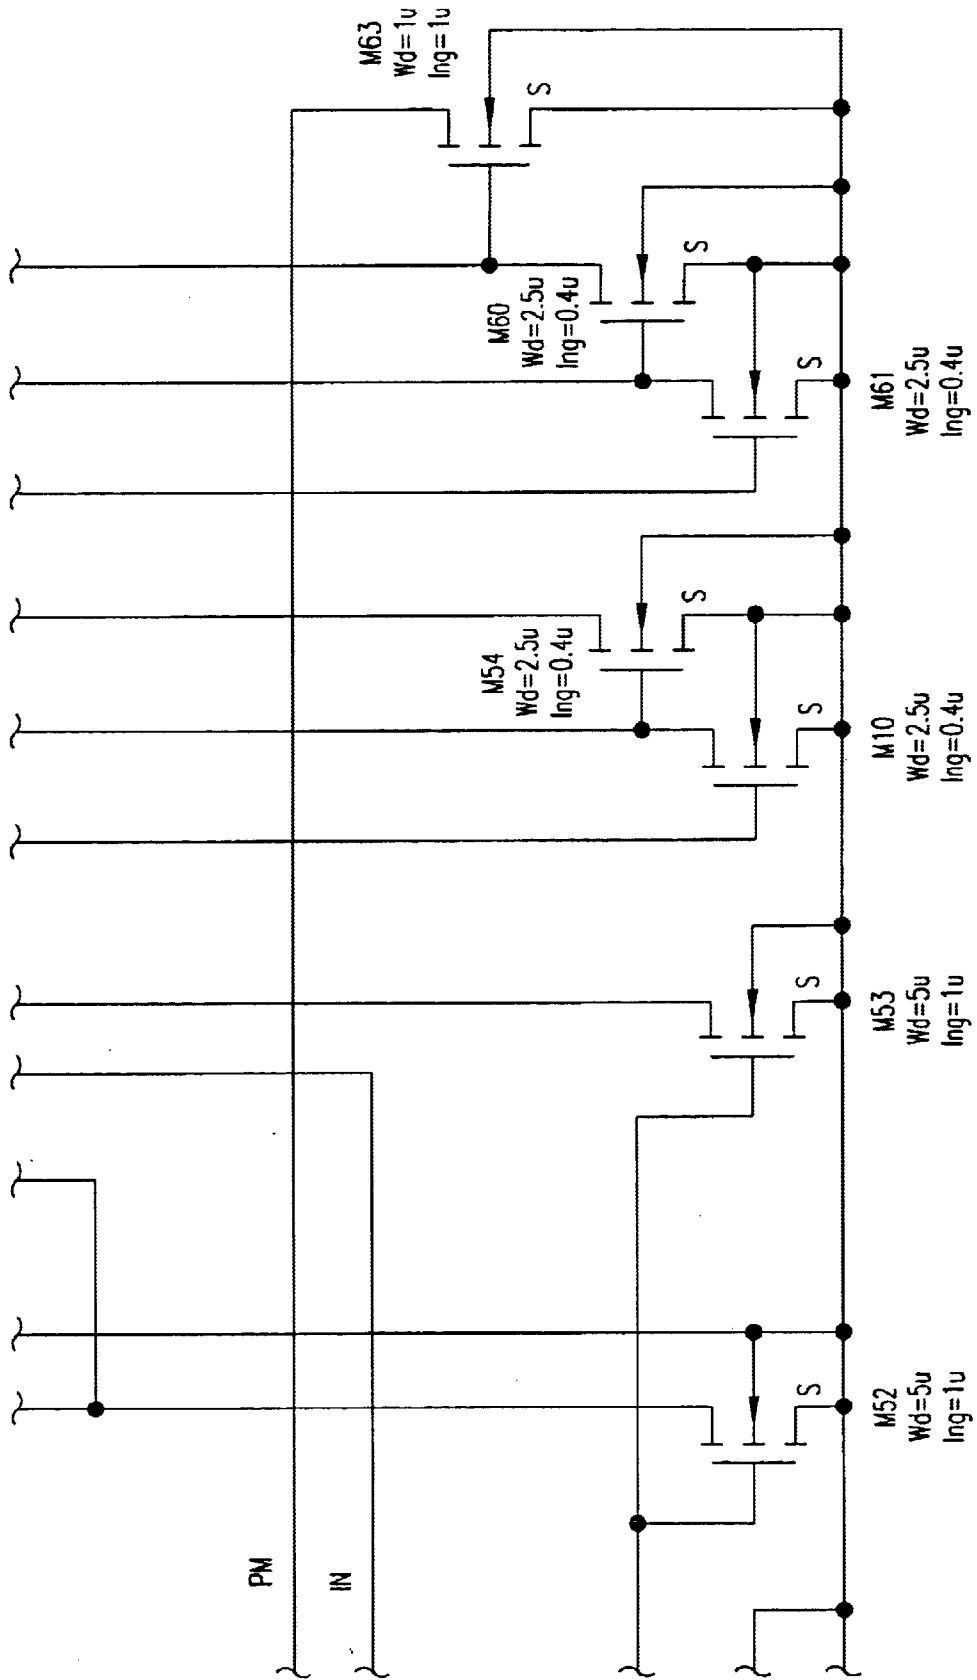 M63
Wd=1u
lng=1u
S
M60
Wd=2.5u
lng=0.4u
S
S
M61
Wd=2.5u
lng=0.4u
M54
Wd=2.5u
lng=0.4u
S
S
M10
Wd=2.5u
lng=0.4u
S
M53
Wd=5u
lng=1u
S
M52
Wd=5u
lng=1u
PM
IN